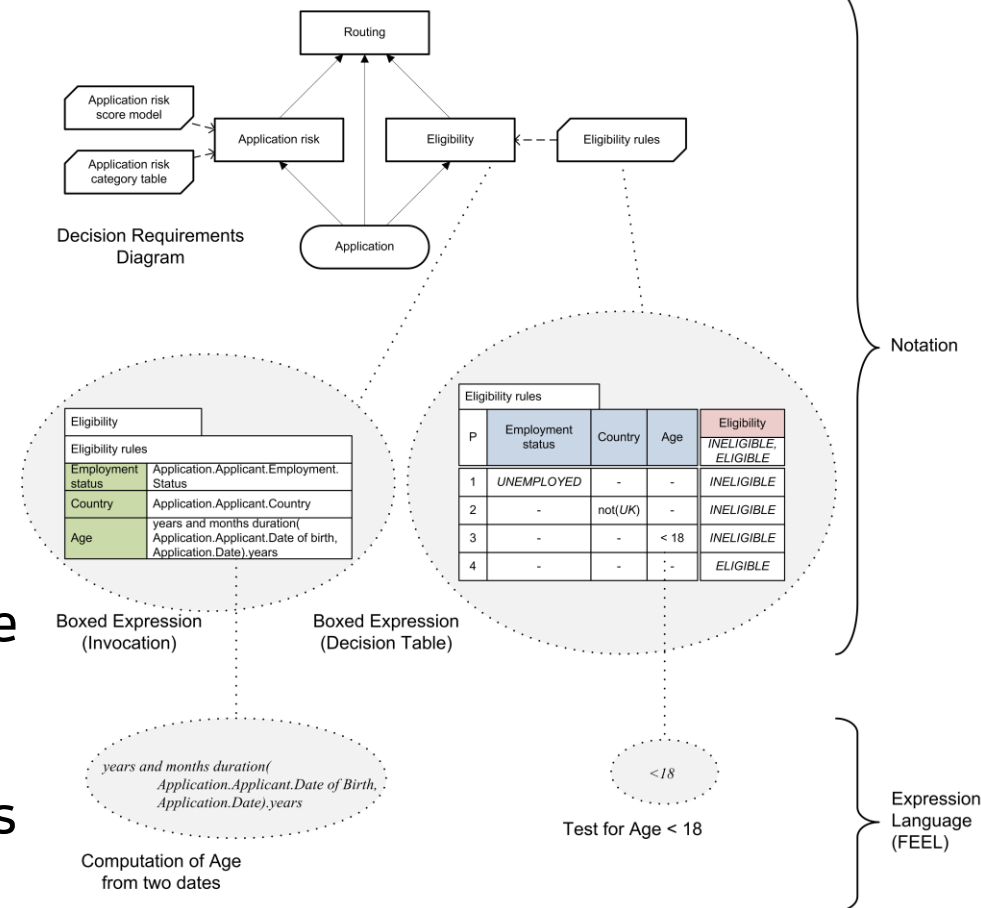 Routing
Application risk
score model
Application risk
Eligibility
Eligibility rules
Application risk
category table
Decision Requirements
Diagram
Application
Notation
Eligibility
Eligibility rules
Employment
status
Application.Applicant.Employment.
Status
Country
Application.Applicant.Country
Age
years and months duration(
Application.Applicant.Date of birth,
Application.Date).years
Eligibility rules
P
Employment
status
Country
Age
Eligibility
INELIGIBLE,
ELIGIBLE
1 UNEMPLOYED - - INELIGIBLE
2 - not(UK) - INELIGIBLE
3 - - < 18 INELIGIBLE
4 - - - ELIGIBLE
e
Boxed Expression
(Invocation)
Boxed Expression
(Decision Table)
years and months duration(
Application.Applicant.Date of Birth,
Application.Date).years
<18
s
Test for Age < 18
Expression
Language
(FEEL)
Computation of Age
from two dates